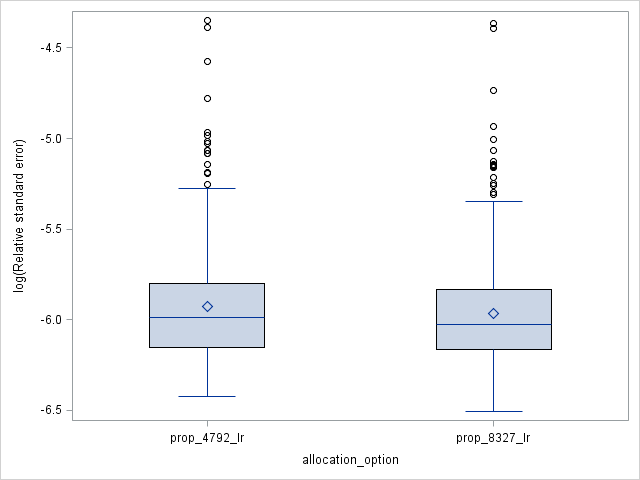 -4.5
-5.0
-5.5
-6.0
-6.5
log(Relative standard error)
prop_4792_lr prop_8327_lr
allocation_option